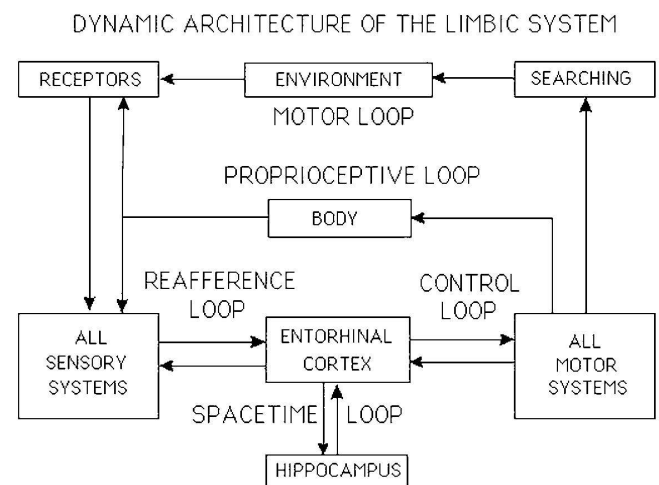 DYNAMIC ARCHITECTURE OF THE LIMBIC SYSTEM
RECEPTORS
ENVIRONMENT
SEARCHING
MOTOR LOOP
PROPRIOCEPTIVE LOOP
BODY
REAFFERENCE
LOOP
CONTROL
LOOP
ALL
SENSORY
SYSTEMS
ENTORHINAL
CORTEX
ALL
MOTOR
SYSTEMS
SPACETIME LOOP
HIPPOCAMPUS